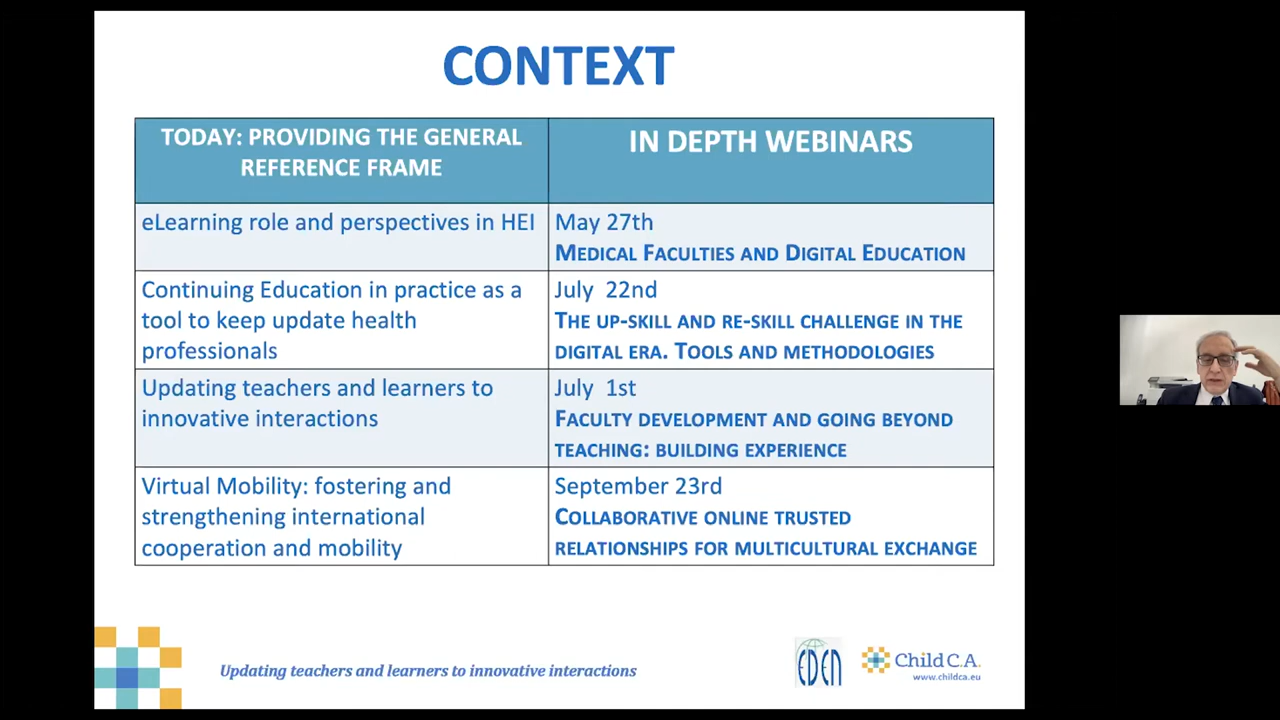 CONTEXT
TODAY: PROVIDING THE GENERAL
REFERENCE FRAME
IN DEPTH WEBINARS
eLearning role and perspectives in HEI
May 27th
MEDICAL FACULTIES AND DIGITAL EDUCATION
Continuing Education in practice as a
tool to keep update health
professionals
July 22nd
THE UP-SKILL AND RE-SKILL CHALLENGE IN THE
DIGITAL ERA. TOOLS AND METHODOLOGIES
Updating teachers and learners to
innovative interactions
July 1st
FACULTY DEVELOPMENT AND GOING BEYOND
TEACHING: BUILDING EXPERIENCE
Virtual Mobility: fostering and
strengthening international
cooperation and mobility
September 23rd
COLLABORATIVE ONLINE TRUSTED
RELATIONSHIPS FOR MULTICULTURAL EXCHANGE
Updating teachers and learners to innovative interactions
EDEN
Child C.A.
www.childca.eu